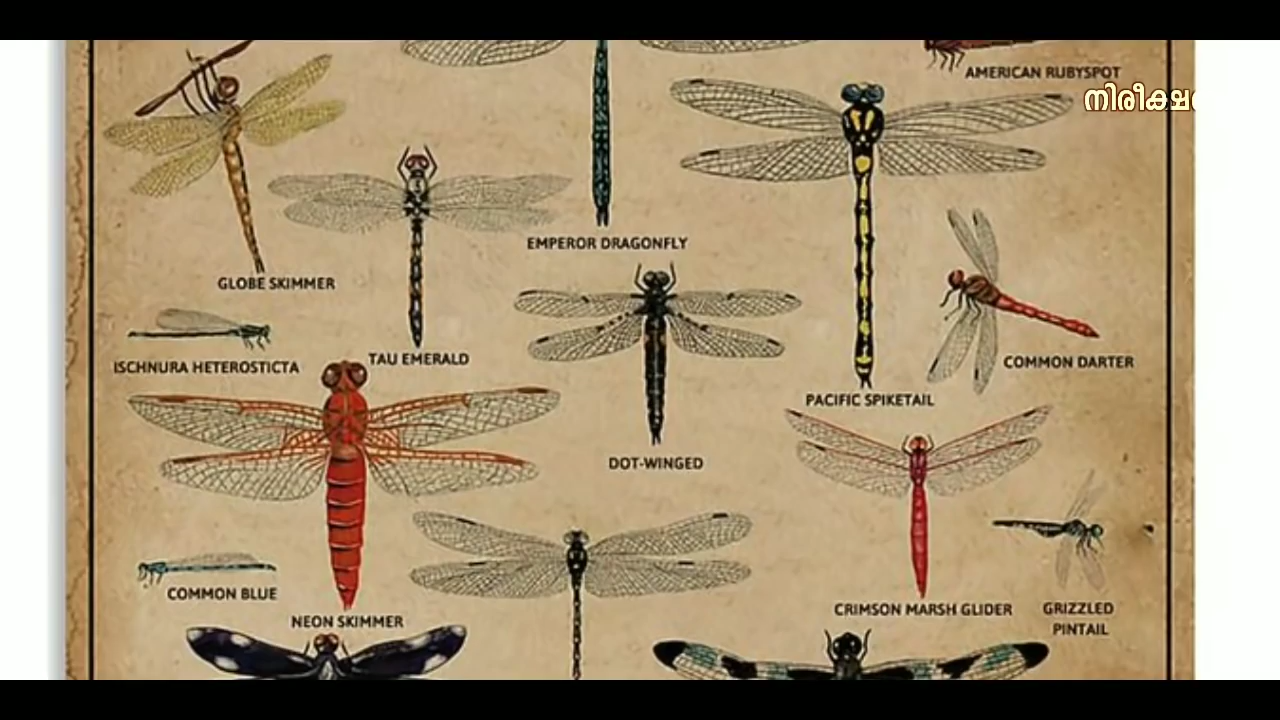 AMERICAN RUBYSPOT
നിരീക്ഷ
EMPEROR DRAGONFLY
GLOBE SKIMMER
ISCHNURA HETEROSTICTA
TAU EMERALD
COMMON DARTER
PACIFIC SPIKETAIL
DOT-WINGED
COMMON BLUE
CRIMSON MARSH GLIDER
GRIZZLED
PINTAIL
NEON SKIMMER